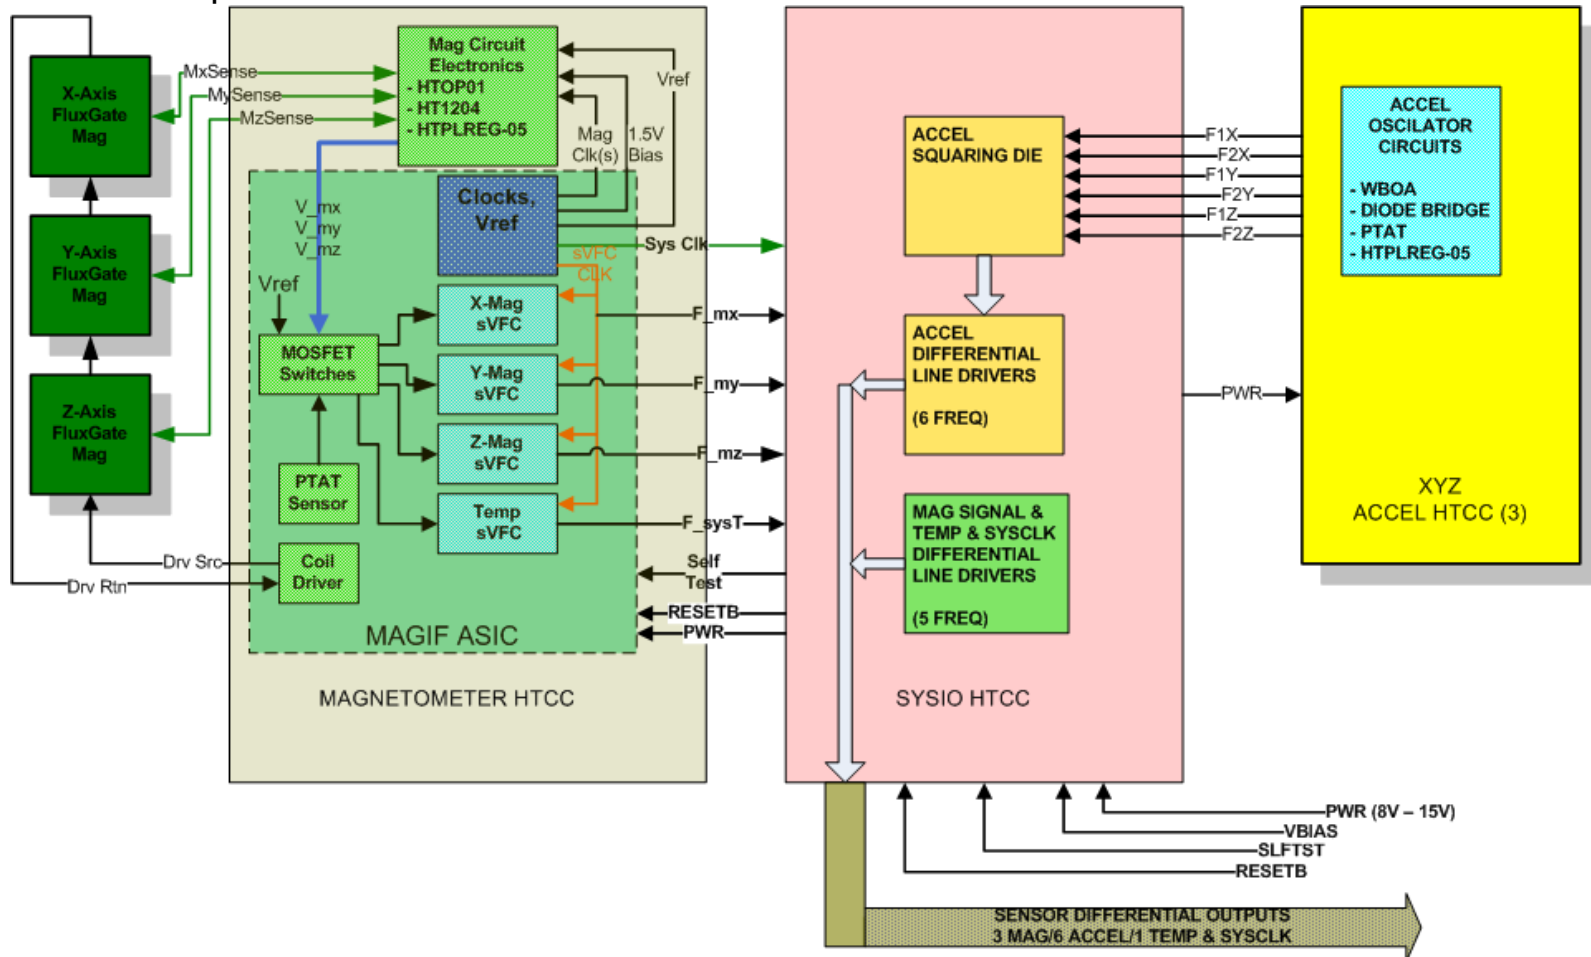 X-Axis
FluxGate
Mag
Y-Axis
FluxGate
Mag
Z-Axis
FluxGate
Mag
MxSense
MySense
MzSense
Drv Src
Drv Rtn
Mag Circuit
Electronics
- HTOP01
- HT1204
- HTPLREG-05
Vref
Mag
Clk(s)
1.5V
Bias
Clocks,
Vref
V_mx
V_my
V_mz
Sys Clk
sVFC
CLK
Vref
MOSFET
Switches
X-Mag
sVFC
Y-Mag
sVFC
Z-Mag
sVFC
Temp
sVFC
PTAT
Sensor
Coil
Driver
MAGIF ASIC
MAGNETOMETER HTCC
F_mx
F_my
F_mz
F_sysT
Self
Test
RESETB
PWR
ACCEL
SQUARING DIE
ACCEL
DIFFERENTIAL
LINE DRIVERS
(6 FREQ)
MAG SIGNAL &
TEMP & SYSCLK
DIFFERENTIAL
LINE DRIVERS
(5 FREQ)
SYSIO HTCC
F1X
F2X
F1Y
F2Y
F1Z
F2Z
PWR
ACCEL
OSCILATOR
CIRCUITS
- WBOA
- DIODE BRIDGE
- PTAT
- HTPLREG-05
XYZ
ACCEL HTCC (3)
PWR (8V – 15V)
VBIAS
SLFTST
RESETB
SENSOR DIFFERENTIAL OUTPUTS
3 MAG/6 ACCEL/1 TEMP & SYSCLK